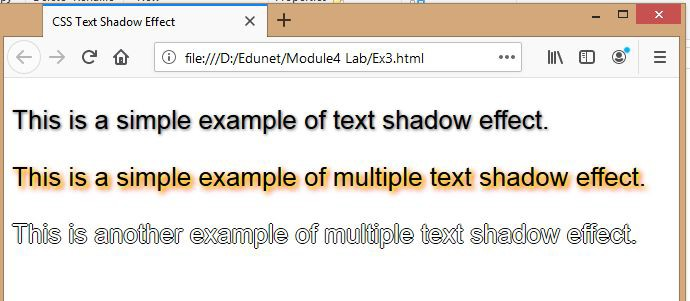 CSS Text Shadow Effect
file:///D:/Edunet/Module4 Lab/Ex3.html
This is a simple example of text shadow effect.
This is a simple example of multiple text shadow effect.
This is another example of multiple text shadow effect.